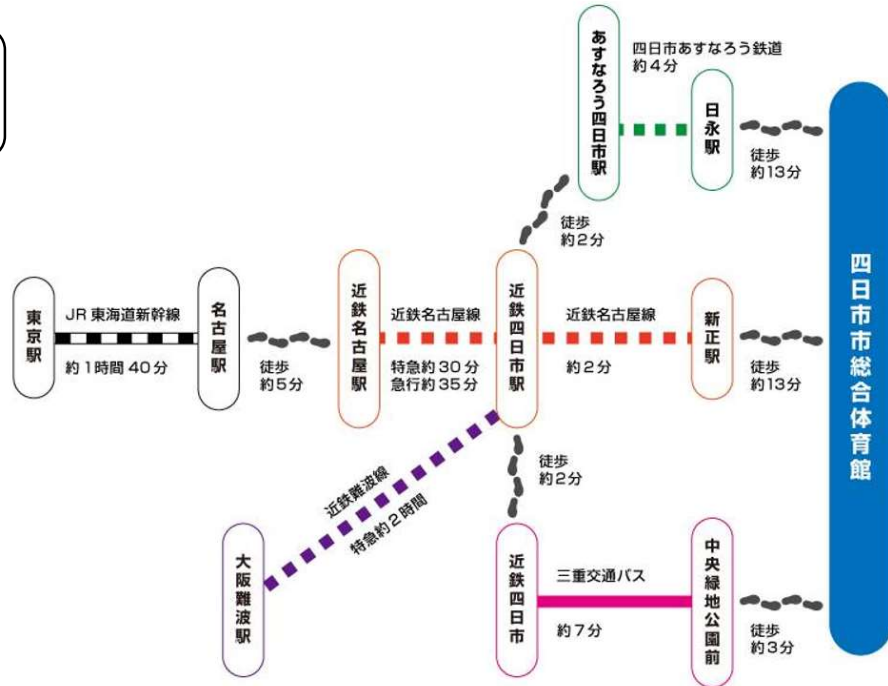 あすなろう四日市駅
四日市あすなろう鉄道
約4分
日永駅
徒歩
約13分
徒歩
約2分
東京駅
JR 東海道新幹線
約1時間40分
名古屋駅
徒歩
約5分
近鉄名古屋駅
近鉄名古屋線
特急約30分
急行約35分
近鉄四日市駅
近鉄名古屋線
約2分
新正駅
徒歩
約13分
四日市市総合体育館
徒歩
約2分
近鉄難波線
特急約2時間
大阪難波駅
近鉄四日市
三重交通バス
約7分
中央緑地公園前
徒歩
約3分